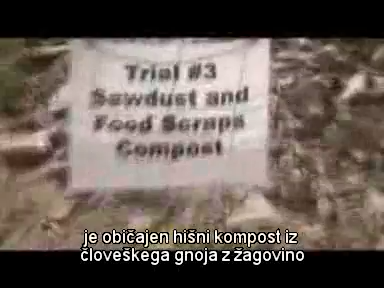 Trial #3
Sawdust and
Food Scraps
Compost
je običajen hišni kompost iz
človeškega gnoja z žagovino